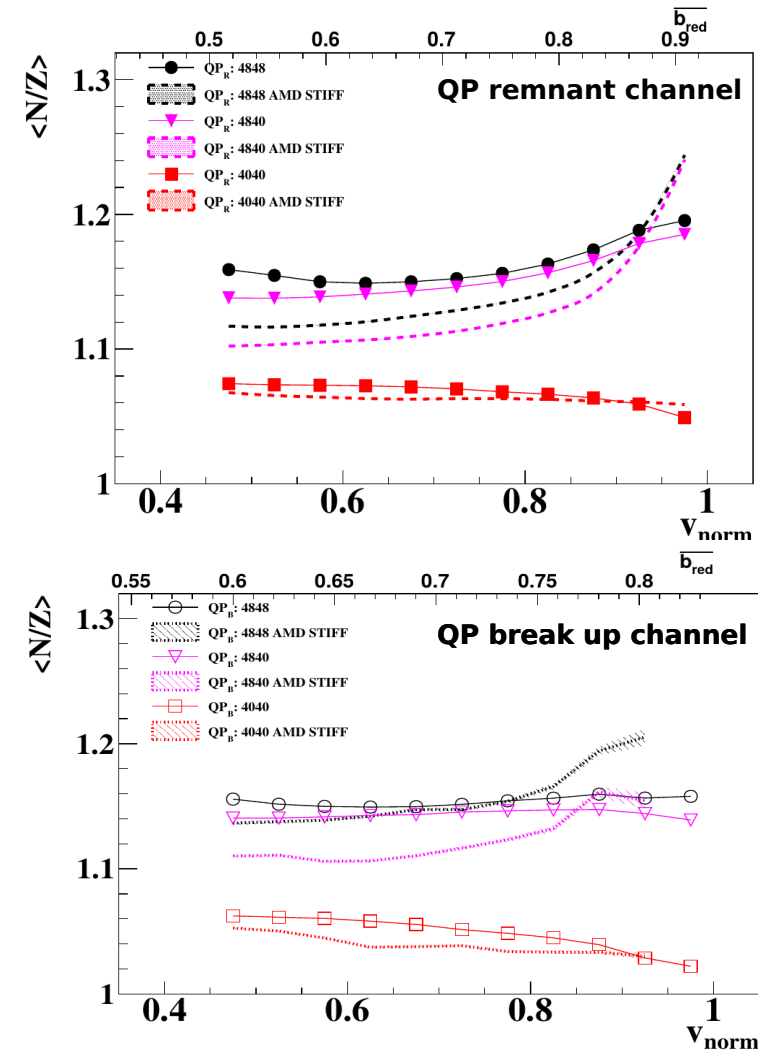 0.5 0.6 0.7 0.8 0.9 b_red
<N/Z>
1.3
1.2
1.1
1
QP_R: 4848
QP_R: 4848 AMD STIFF
QP_R: 4840
QP_R: 4840 AMD STIFF
QP_R: 4040
QP_R: 4040 AMD STIFF
QP remnant channel
0.4 0.6 0.8 1
v_norm
0.55 0.6 0.65 0.7 0.75 0.8 b_red
<N/Z>
1.3
1.2
1.1
1
QP_B: 4848
QP_B: 4848 AMD STIFF
QP_B: 4840
QP_B: 4840 AMD STIFF
QP_B: 4040
QP_B: 4040 AMD STIFF
QP break up channel
0.4 0.6 0.8 1
v_norm